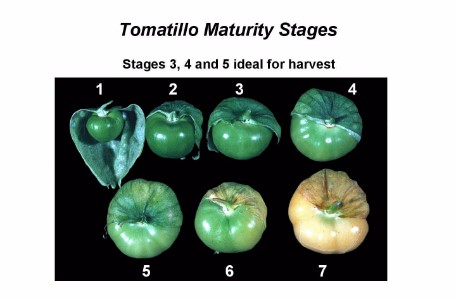 Tomatillo Maturity Stages
Stages 3, 4 and 5 ideal for harvest
1 2 3 4
5 6 7